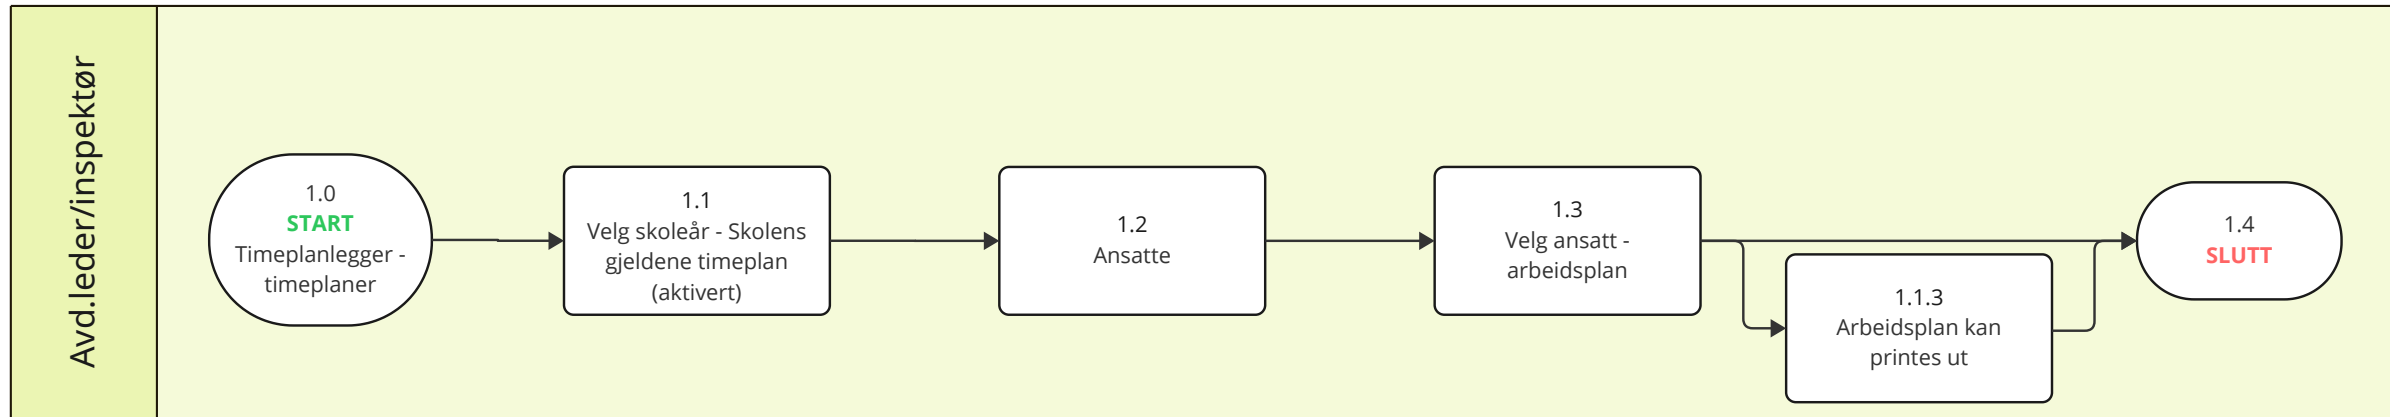 Avd.leder/inspektør
1.0
START
Timeplanlegger -
timeplaner
1.1
Velg skoleår - Skolens
gjeldene timeplan
(aktivert)
1.2
Ansatte
1.3
Velg ansatt -
arbeidsplan
1.1.3
Arbeidsplan kan
printes ut
1.4
SLUTT